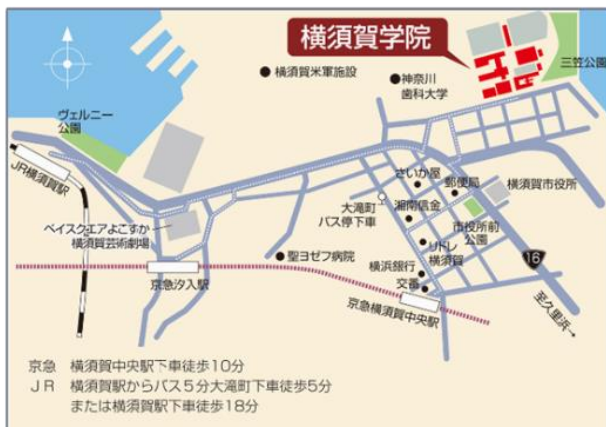 横須賀学院
三笠公園
横須賀米軍施設
神奈川
歯科大学
ヴェルニー
公園
JR横須賀駅
さいか屋
郵便局
横須賀市役所
大滝町
バス停下車
湘南信金
市役所前
公園
ベイスクエアよこすか
横須賀芸術劇場
リドレ
横須賀
聖ヨゼフ病院
横浜銀行
16
京急汐入駅
交番
京急横須賀中央駅
至久里浜→
京急 横須賀中央駅下車徒歩10分
JR 横須賀駅からバス5分大滝町下車徒歩5分
または横須賀駅下車徒歩18分